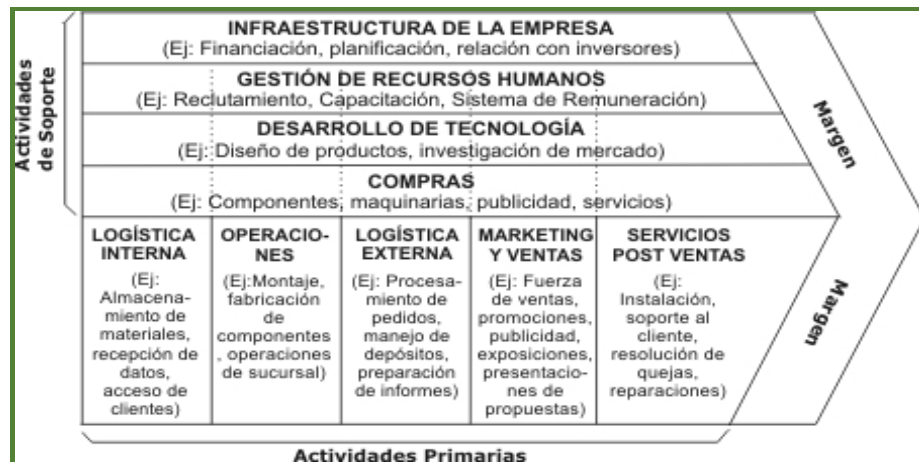 Actividades
de Soporte
INFRAESTRUCTURA DE LA EMPRESA
(Ej: Financiación, planificación, relación con inversores)
GESTIÓN DE RECURSOS HUMANOS
(Ej: Reclutamiento, Capacitación, Sistema de Remuneración)
DESARROLLO DE TECNOLOGÍA
(Ej: Diseño de productos, investigación de mercado)
COMPRAS
(Ej: Componentes, maquinarias, publicidad, servicios)
Margen
LOGÍSTICA
INTERNA
(Ej:
Almacena-
miento de
materiales,
recepción de
datos,
acceso de
clientes)
OPERACIO-
NES
(Ej:Montaje,
fabricación
de
componentes
, operaciones
de sucursal)
LOGÍSTICA
EXTERNA
(Ej: Procesa-
miento de
pedidos,
manejo de
depósitos,
preparación
de informes)
MARKETING
Y VENTAS
(Ej: Fuerza
de ventas,
promociones,
publicidad,
exposiciones,
presentacio-
nes de
propuestas)
SERVICIOS
POST VENTAS
(Ej:
Instalación,
soporte al
cliente,
resolución de
quejas,
reparaciones)
Margen
Actividades Primarias